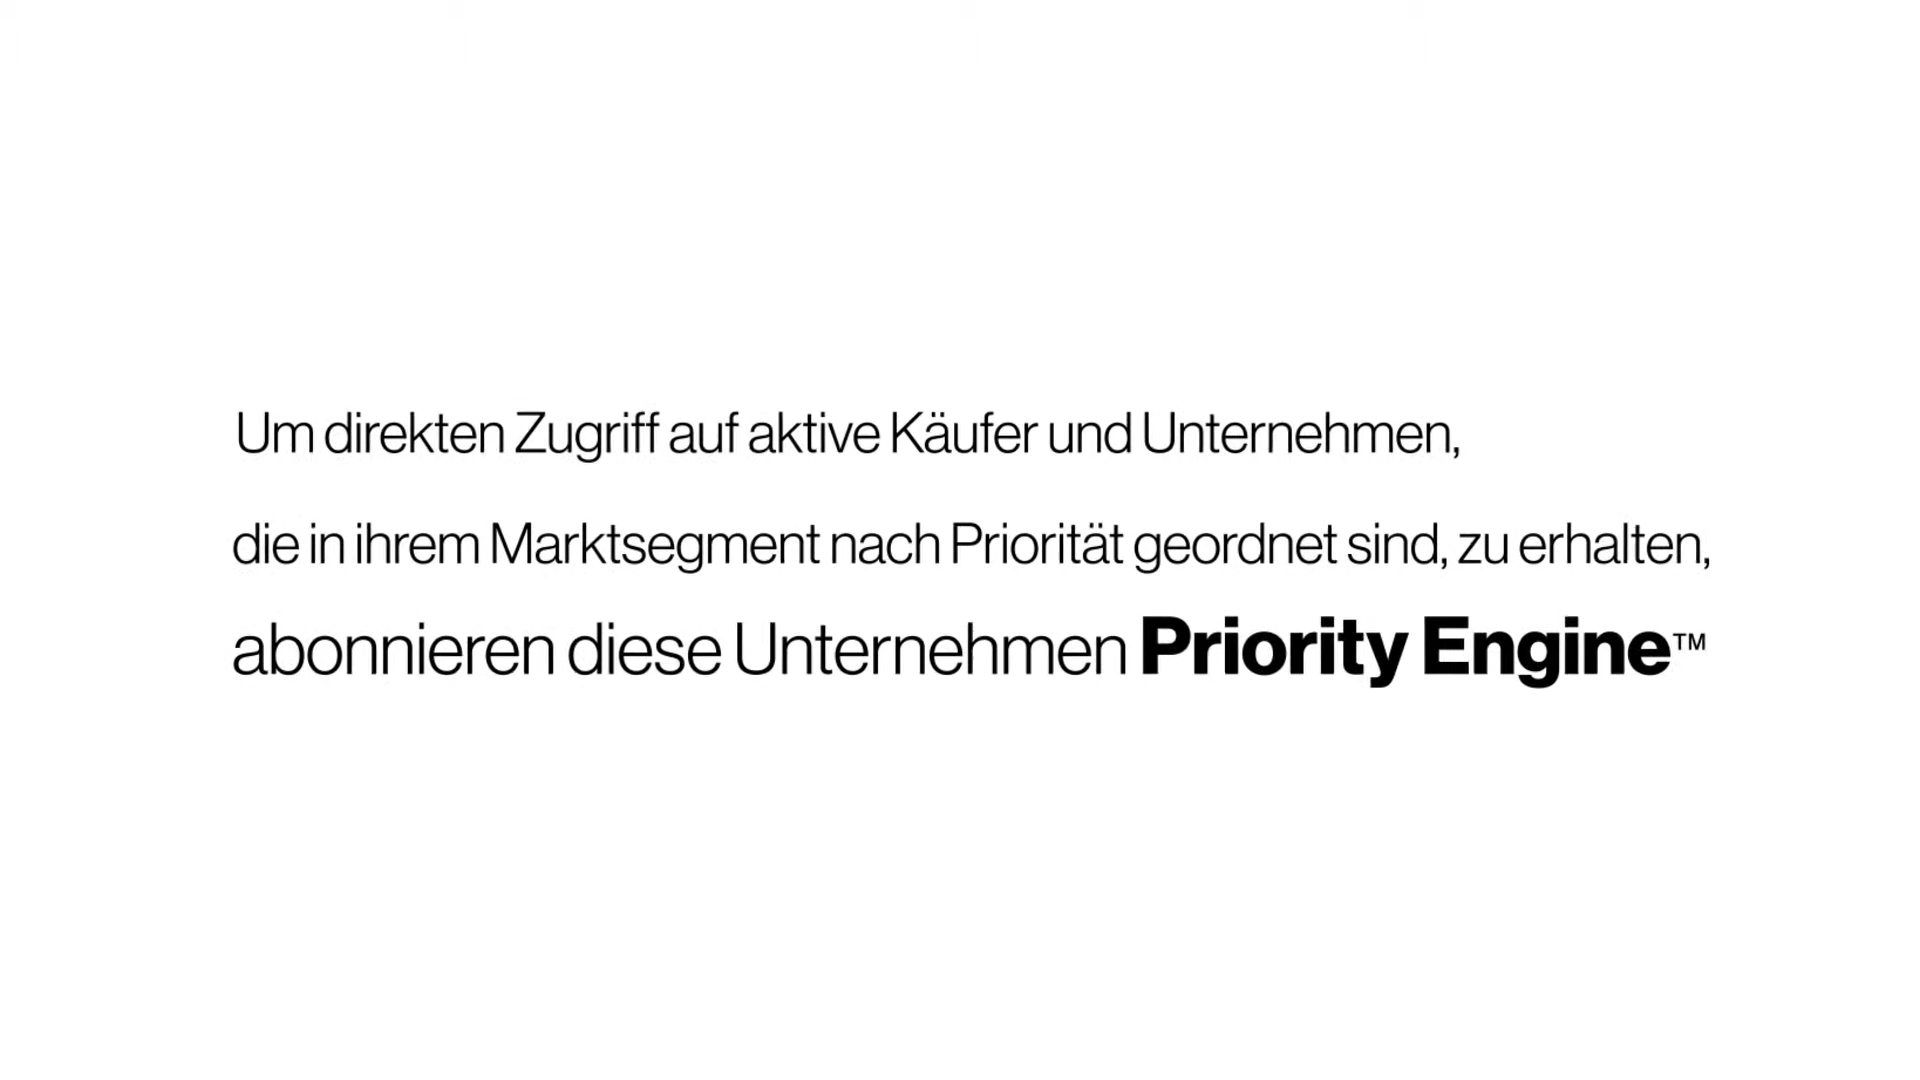 Um direkten Zugriff auf aktive Käufer und Unternehmen,
die in ihrem Marktsegment nach Priorität geordnet sind, zu erhalten,
abonnieren diese Unternehmen Priority Engine™